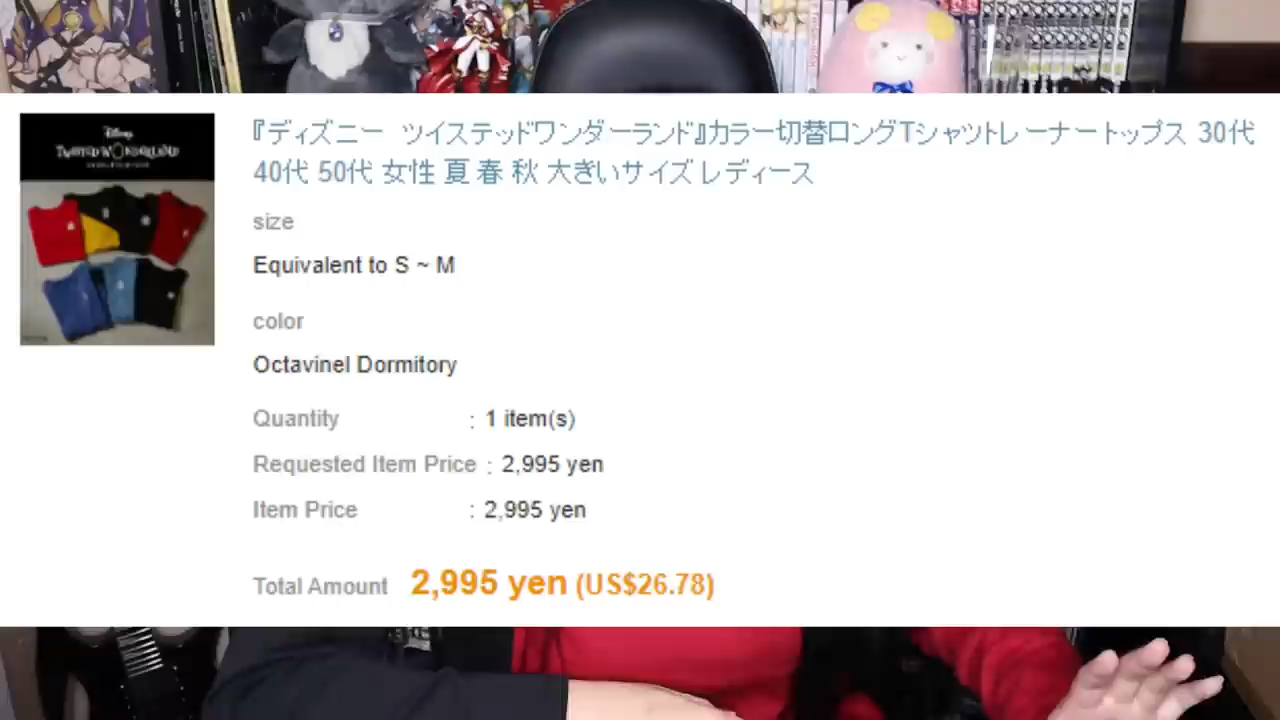 Disney
TWISTED WONDERLAND
『ディズニー　ツイステッドワンダーランド』カラー切替ロングTシャツトレーナートップス 30代
40代 50代 女性 夏 春 秋 大きいサイズ レディース
size
Equivalent to S ~ M
color
Octavinel Dormitory
Quantity : 1 item(s)
Requested Item Price : 2,995 yen
Item Price : 2,995 yen
Total Amount 2,995 yen (US$26.78)